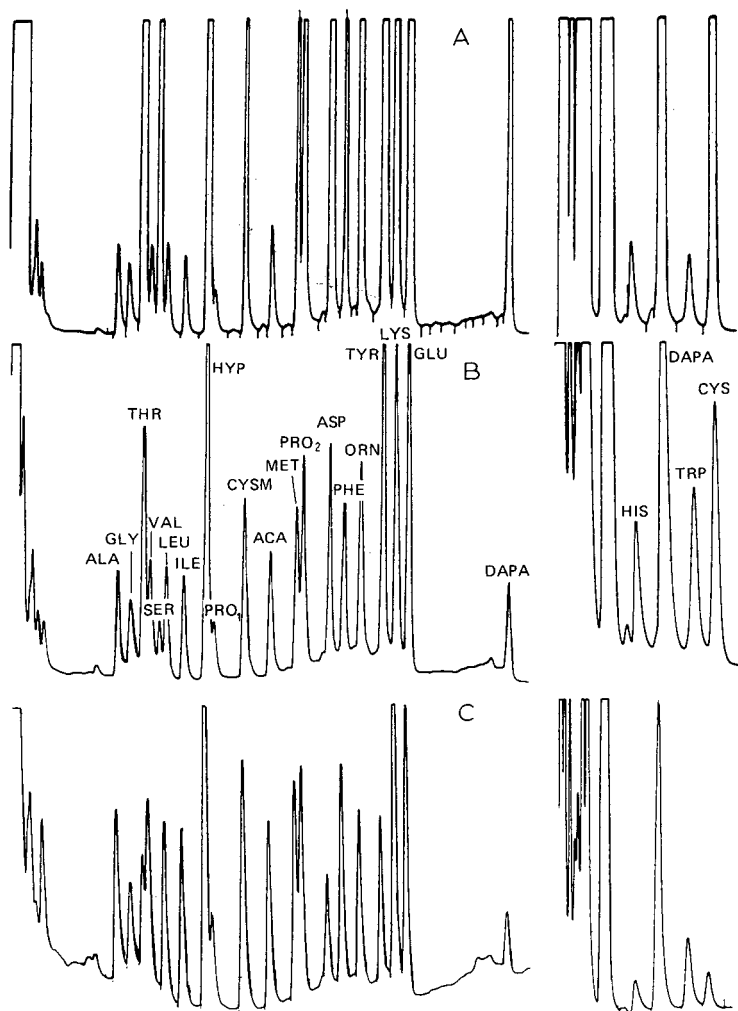 A
B
C
ALA
GLY
THR
VAL
SER
LEU
ILE
HYP
PRO₁
CYSM
ACA
MET
PRO₂
ASP
PHE
ORN
TYR
LYS
GLU
DAPA
HIS
DAPA
TRP
CYS